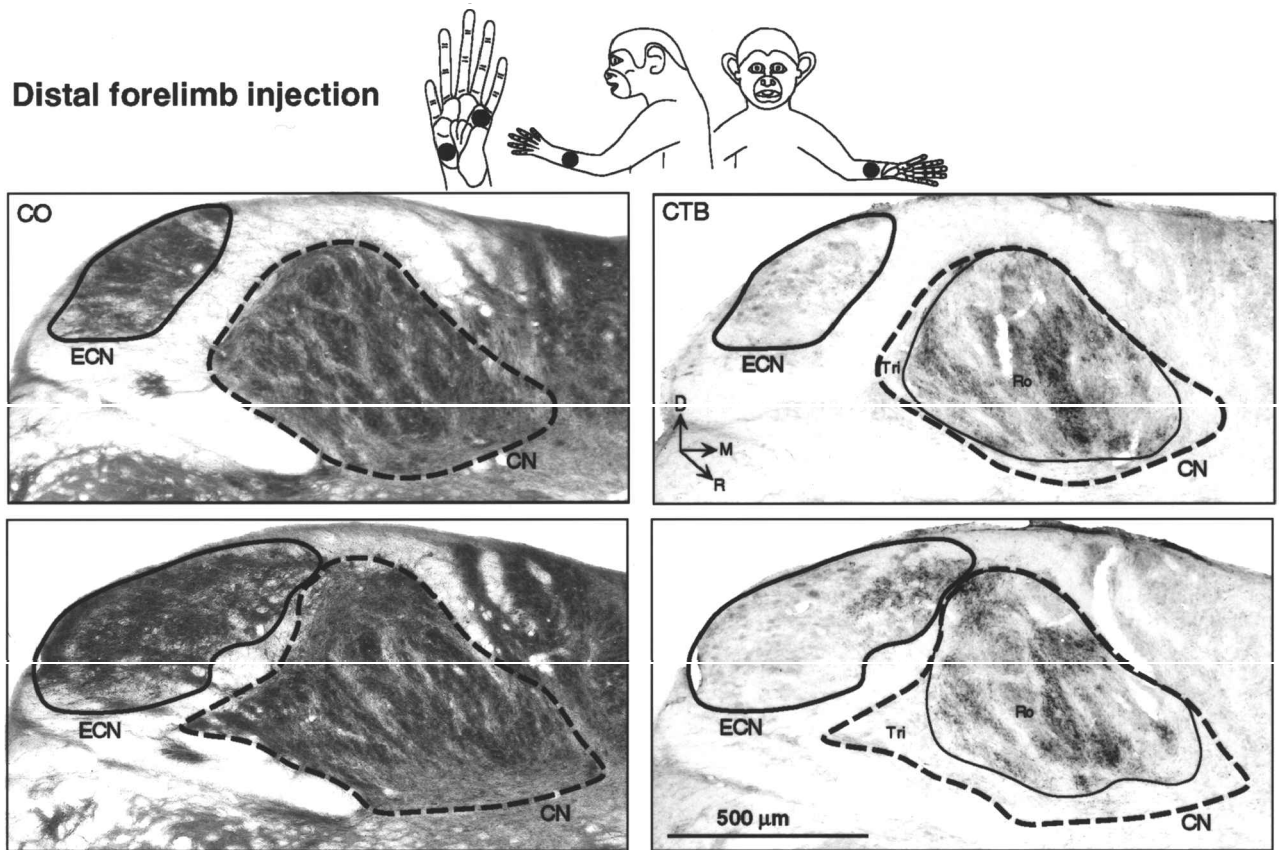 Distal forelimb injection
CO
ECN
CN
CTB
ECN
Tri
Ro
D
M
R
CN
ECN
CN
ECN
Tri
Ro
500 µm
CN